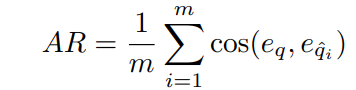 AR = \frac{1}{m} \sum_{i=1}^{m} \cos(e_q, e_{\hat{q}_i})